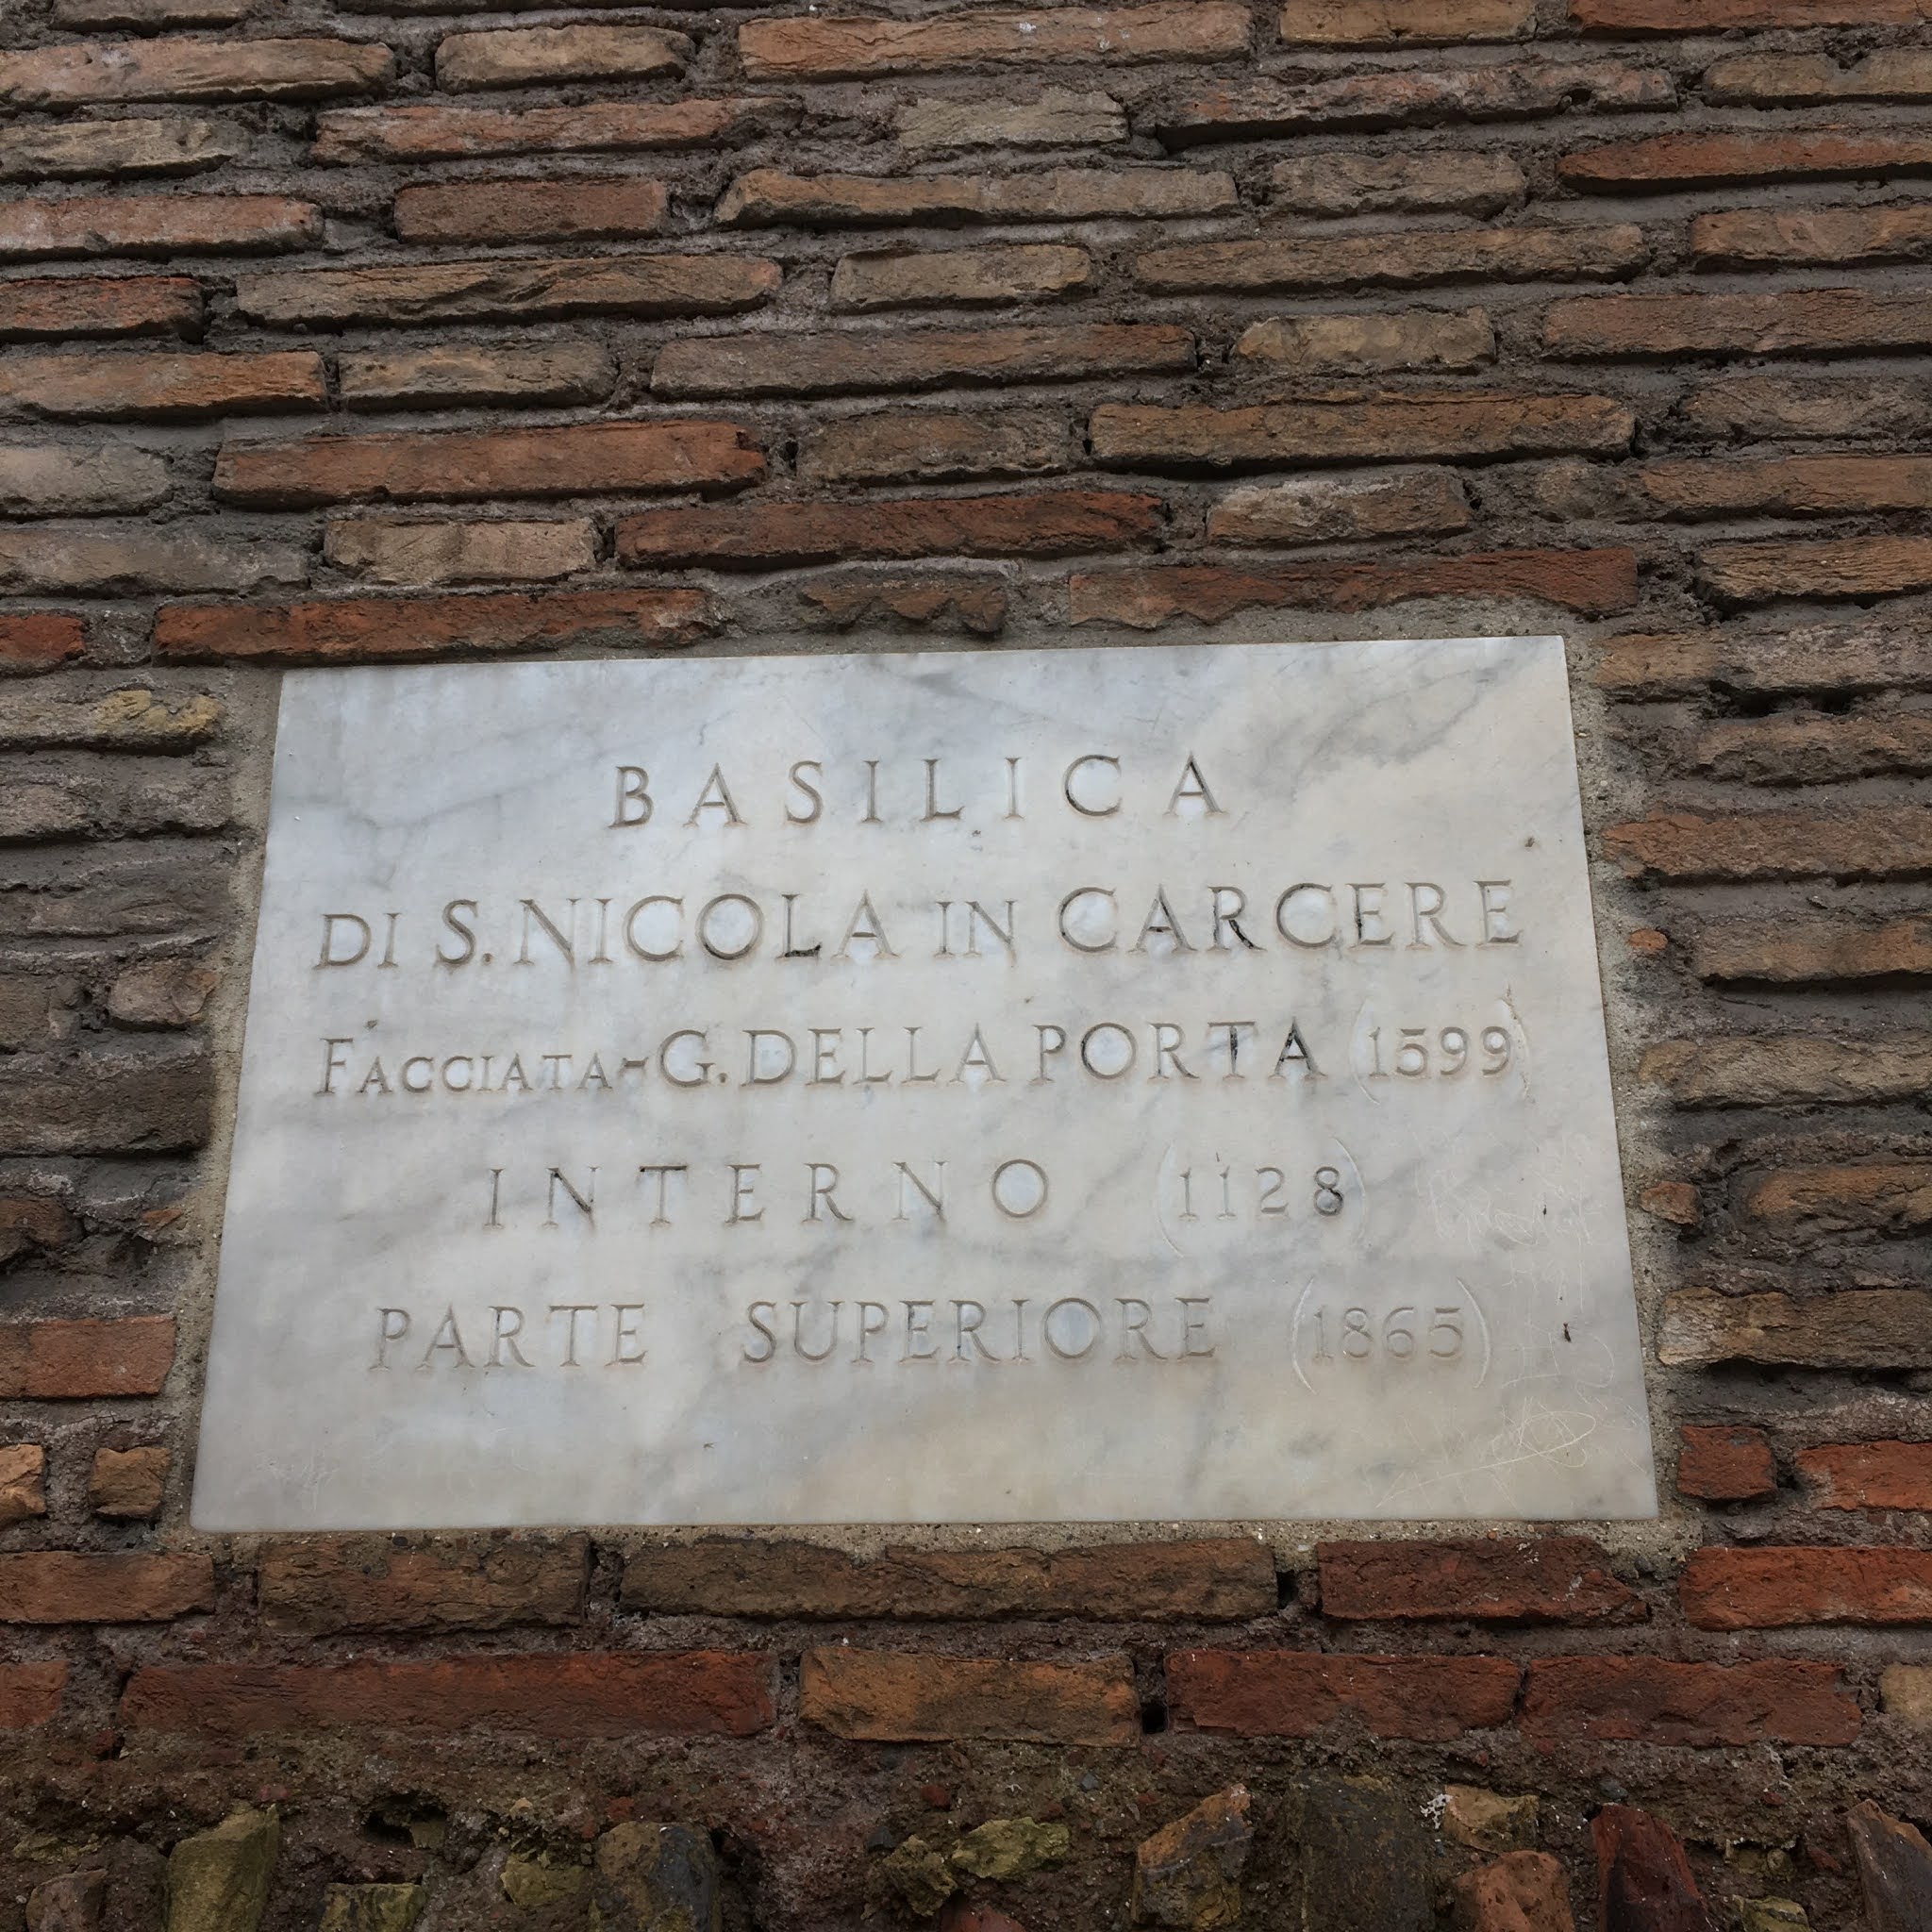 BASILICA
DI S. NICOLA IN CARCERE
FACCIATA - G. DELLA PORTA (1599)
INTERNO (1128)
PARTE SUPERIORE (1865)